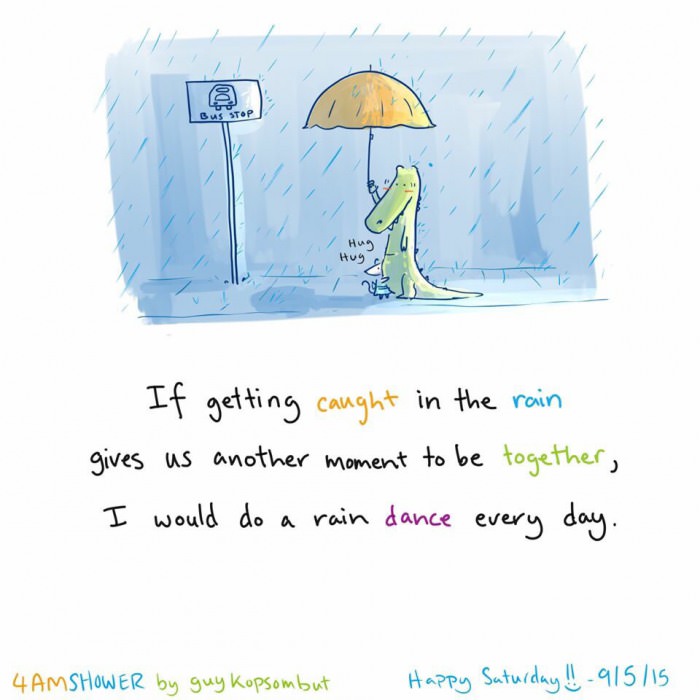 BUS STOP
Hug
Hug
If getting caught in the rain
gives us another moment to be together,
I would do a rain dance every day.
4AMSHOWER by guy Kopsombut
Happy Saturday!! - 9/5/15